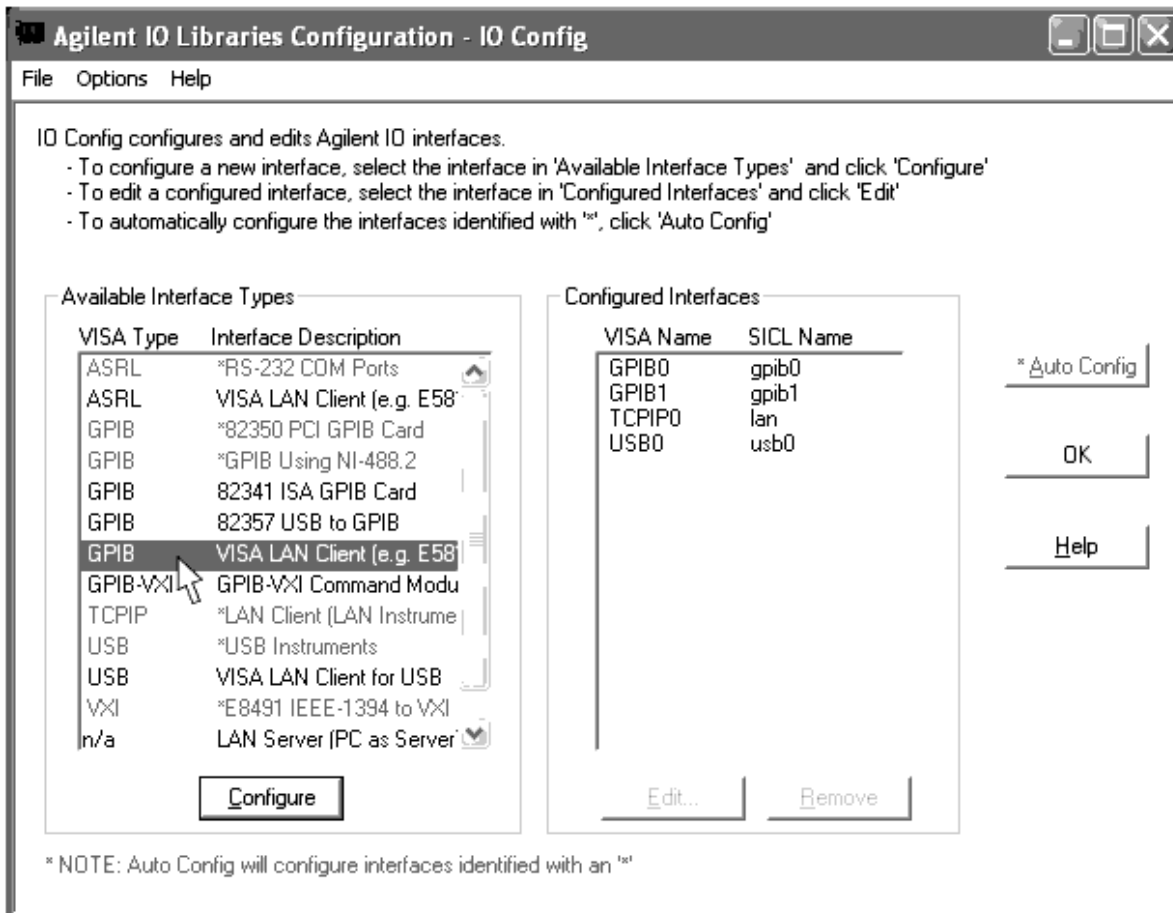 Agilent IO Libraries Configuration - IO Config
File Options Help
IO Config configures and edits Agilent IO interfaces.
- To configure a new interface, select the interface in 'Available Interface Types' and click 'Configure'
- To edit a configured interface, select the interface in 'Configured Interfaces' and click 'Edit'
- To automatically configure the interfaces identified with '*', click 'Auto Config'
Available Interface Types
VISA Type Interface Description
ASRL *RS-232 COM Ports
ASRL VISA LAN Client (e.g. E58
GPIB *82350 PCI GPIB Card
GPIB *GPIB Using NI-488.2
GPIB 82341 ISA GPIB Card
GPIB 82357 USB to GPIB
GPIB VISA LAN Client (e.g. E58
GPIB-VXI GPIB-VXI Command Modu
TCPIP *LAN Client (LAN Instrume
USB *USB Instruments
USB VISA LAN Client for USB
VXI *E8491 IEEE-1394 to VXI
n/a LAN Server (PC as Server
Configure
Configured Interfaces
VISA Name SICL Name
GPIB0 gpib0
GPIB1 gpib1
TCPIP0 lan
USB0 usb0
Edit... Remove
* Auto Config
OK
Help
* NOTE: Auto Config will configure interfaces identified with an '*'